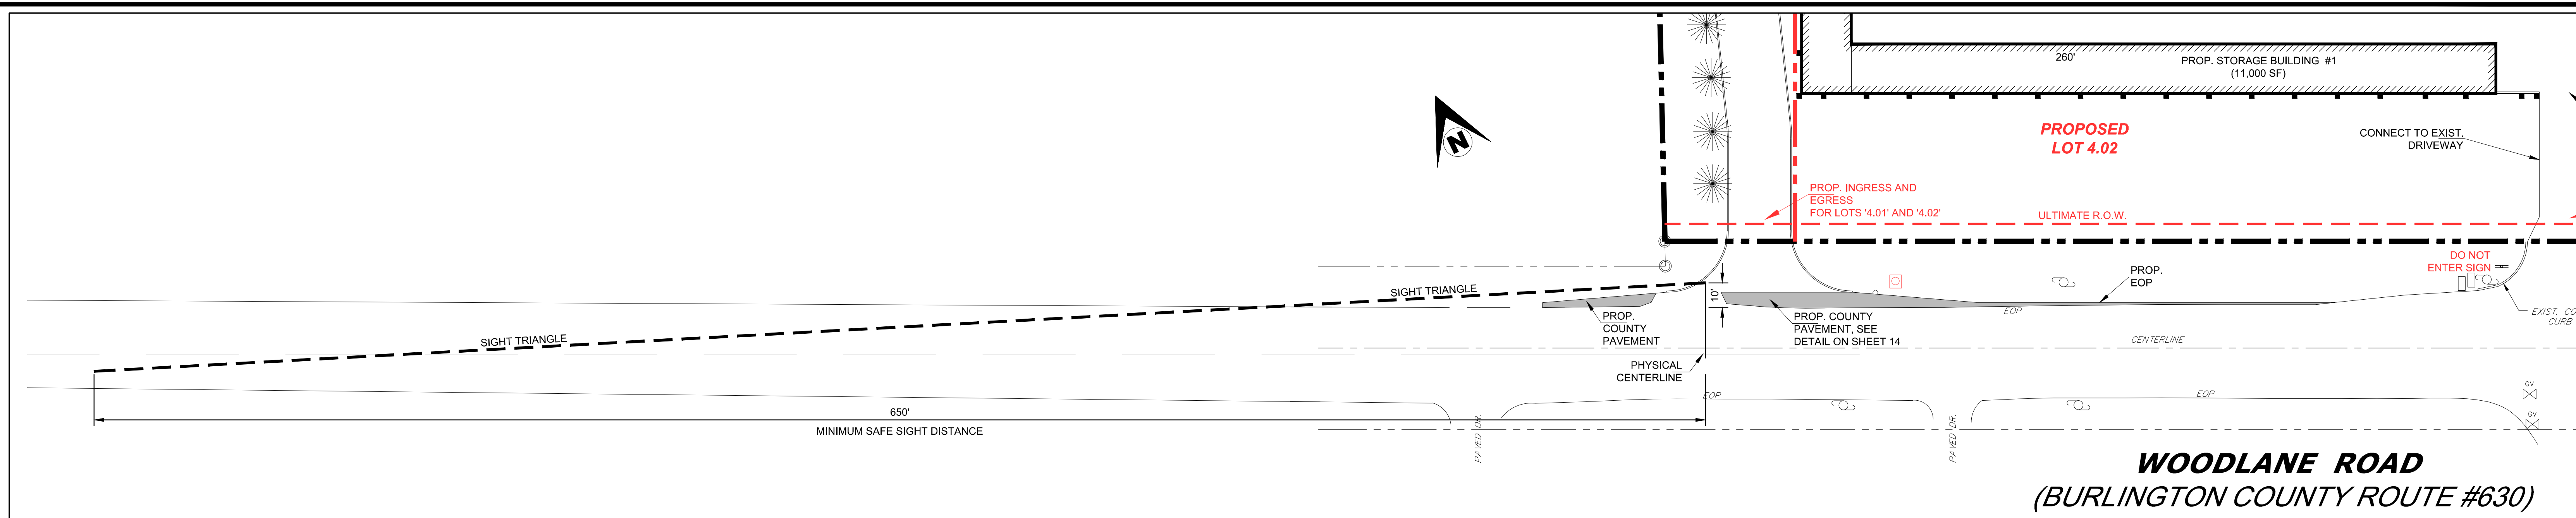 260'
PROP. STORAGE BUILDING #1
(11,000 SF)
N
PROPOSED
LOT 4.02
CONNECT TO EXIST.
DRIVEWAY
PROP. INGRESS AND
EGRESS
FOR LOTS '4.01' AND '4.02'
ULTIMATE R.O.W.
DO NOT
ENTER SIGN
PROP.
EOP
SIGHT TRIANGLE
10'
SIGHT TRIANGLE
PROP.
COUNTY
PAVEMENT
PROP. COUNTY
PAVEMENT, SEE
DETAIL ON SHEET 14
EOP
EXIST. CO
CURB
CENTERLINE
PHYSICAL
CENTERLINE
EOP
EOP
GV
GV
650'
MINIMUM SAFE SIGHT DISTANCE
PAVED DR.
PAVED DR.
WOODLANE ROAD
(BURLINGTON COUNTY ROUTE #630)